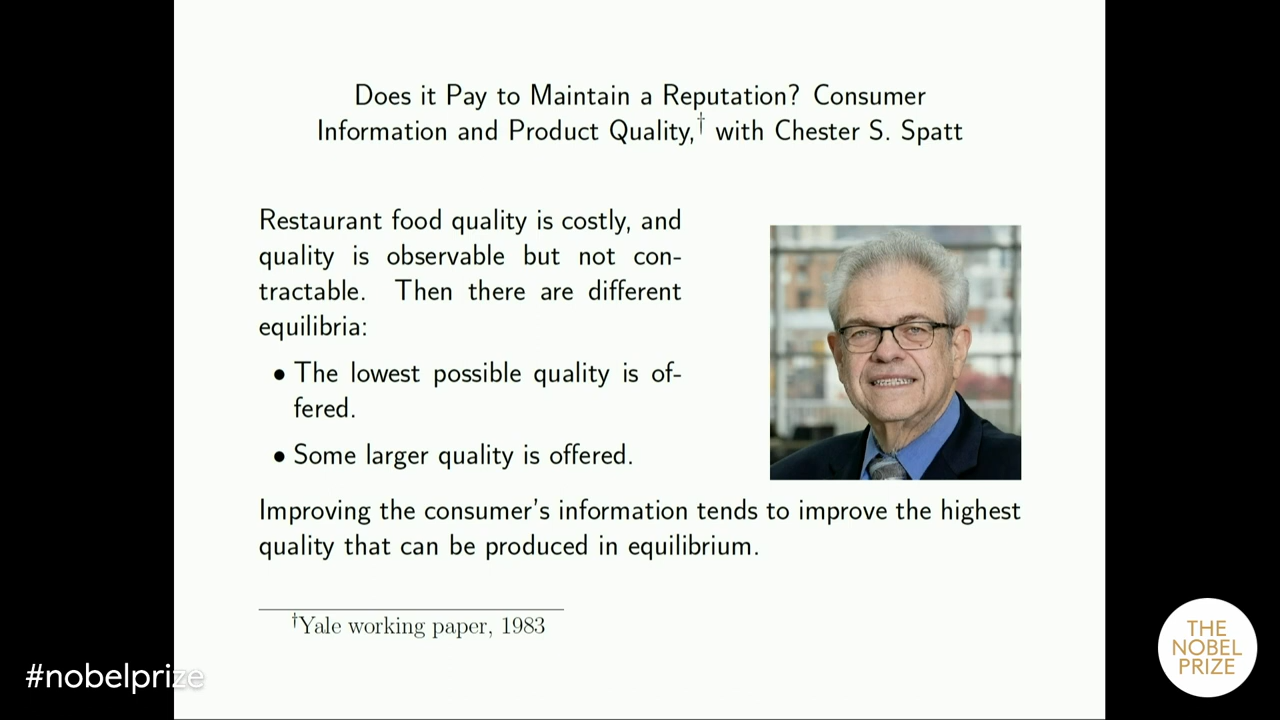 Does it Pay to Maintain a Reputation? Consumer
Information and Product Quality,† with Chester S. Spatt
Restaurant food quality is costly, and
quality is observable but not con-
tractable. Then there are different
equilibria:
• The lowest possible quality is of-
fered.
• Some larger quality is offered.
Improving the consumer's information tends to improve the highest
quality that can be produced in equilibrium.
†Yale working paper, 1983
#nobelprize
THE
NOBEL
PRIZE